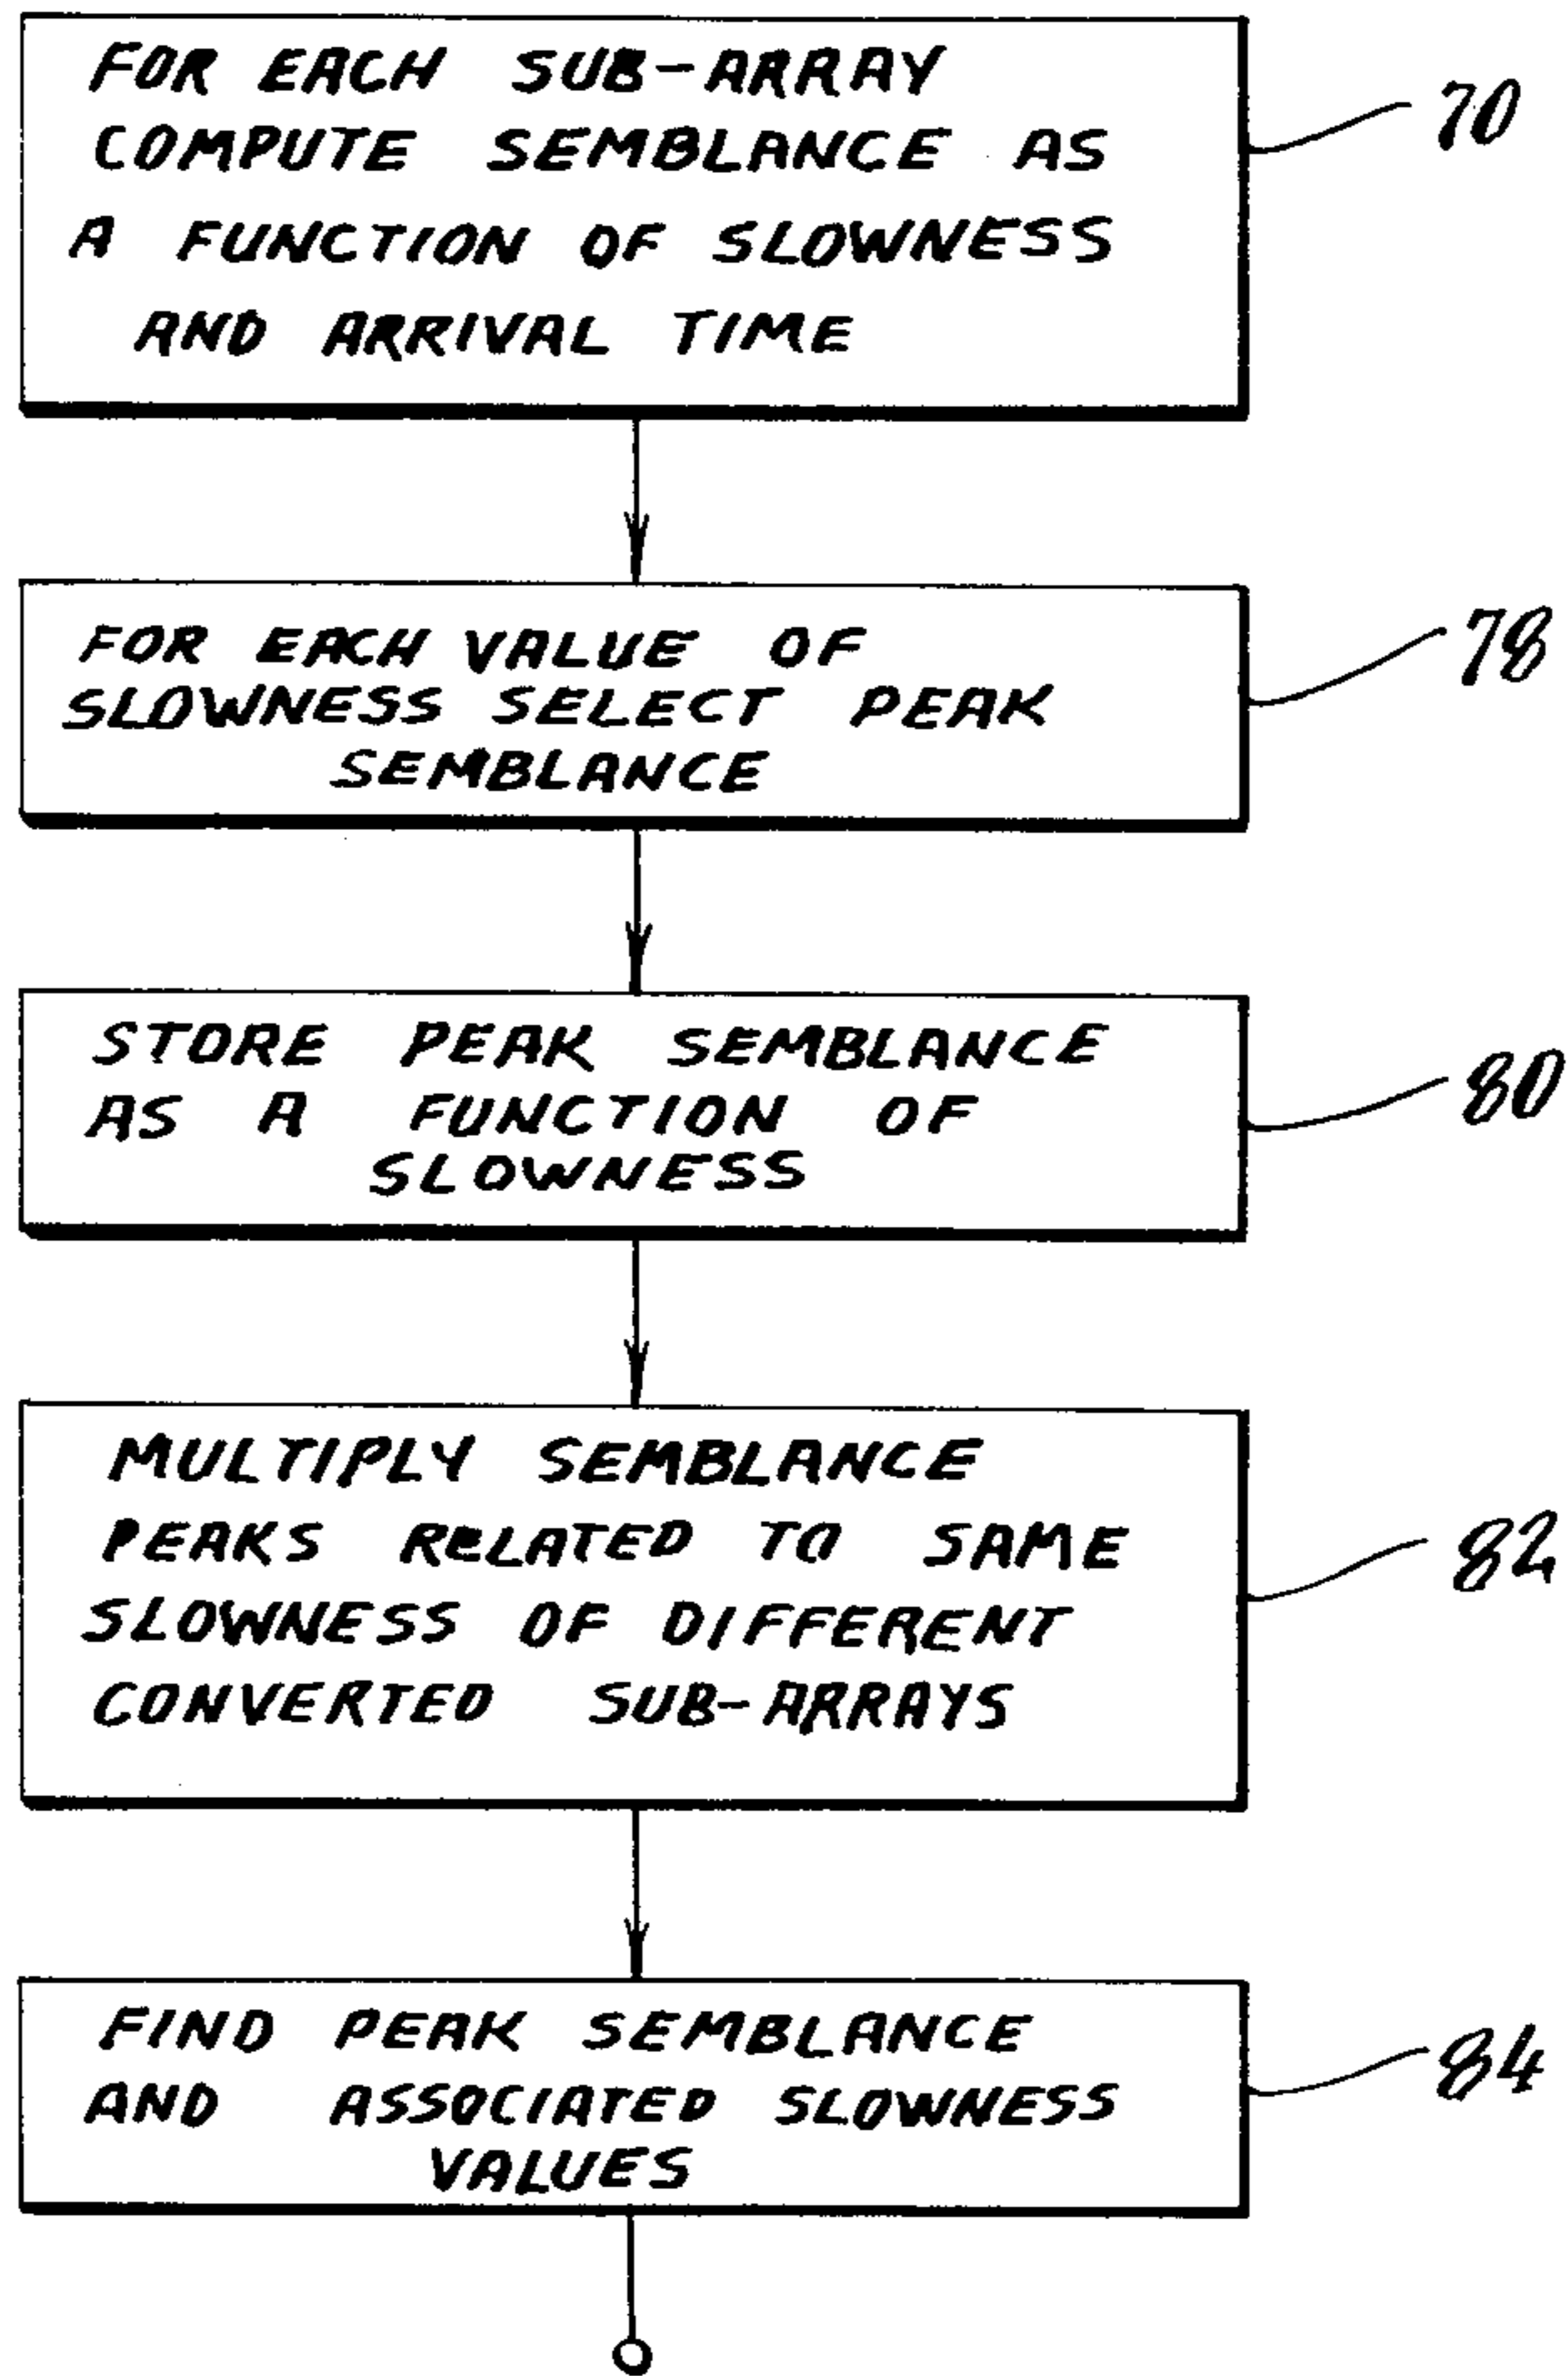 FOR EACH SUB-ARRAY
COMPUTE SEMBLANCE AS
A FUNCTION OF SLOWNESS
AND ARRIVAL TIME
70
FOR EACH VALUE OF
SLOWNESS SELECT PEAK
SEMBLANCE
78
STORE PEAK SEMBLANCE
AS A FUNCTION OF
SLOWNESS
80
MULTIPLY SEMBLANCE
PEAKS RELATED TO SAME
SLOWNESS OF DIFFERENT
CONVERTED SUB-ARRAYS
82
FIND PEAK SEMBLANCE
AND ASSOCIATED SLOWNESS
VALUES
84